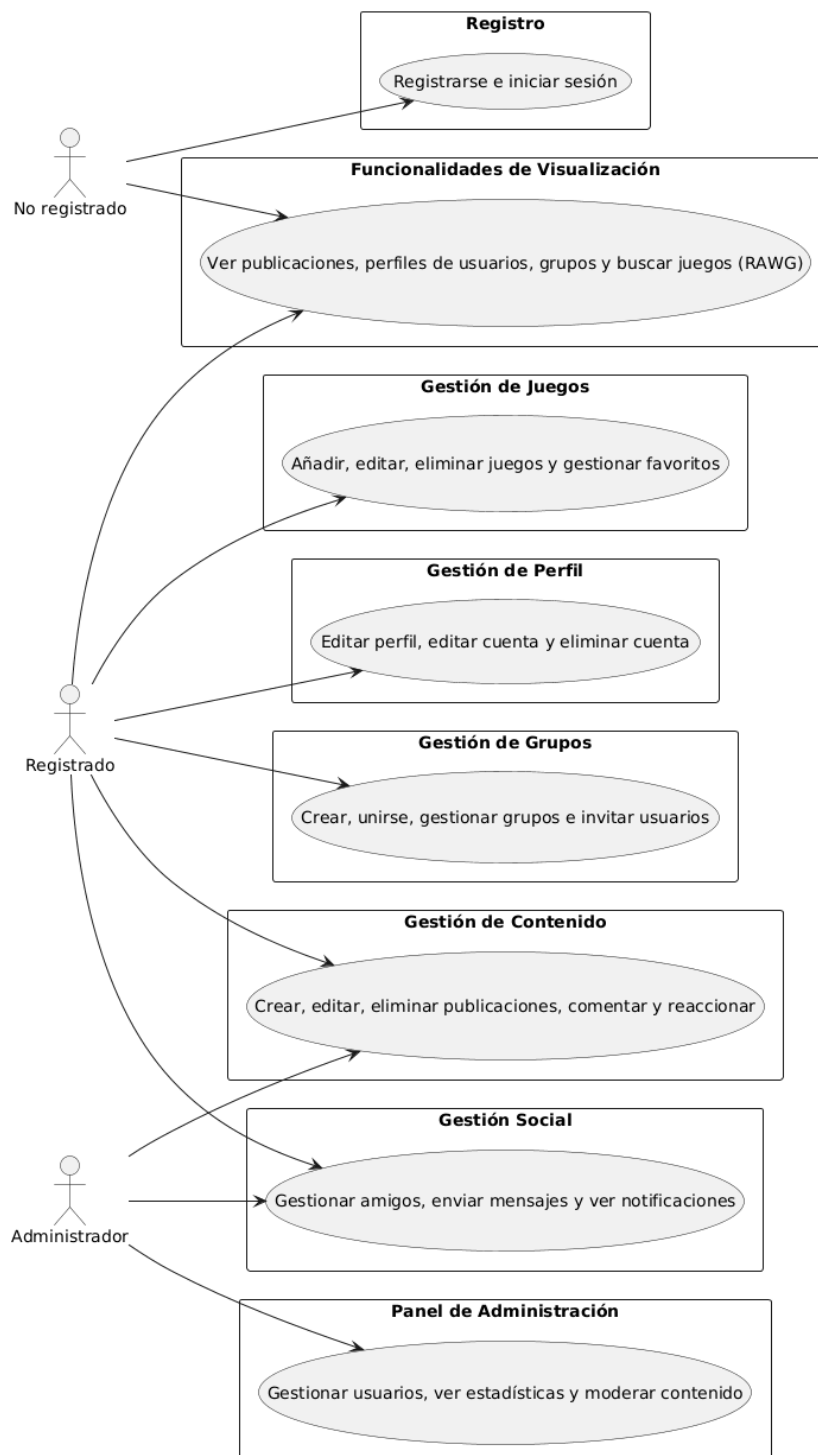 Registro
Registrarse e iniciar sesión
No registrado
Funcionalidades de Visualización
Ver publicaciones, perfiles de usuarios, grupos y buscar juegos (RAWG)
Gestión de Juegos
Añadir, editar, eliminar juegos y gestionar favoritos
Gestión de Perfil
Editar perfil, editar cuenta y eliminar cuenta
Registrado
Gestión de Grupos
Crear, unirse, gestionar grupos e invitar usuarios
Gestión de Contenido
Crear, editar, eliminar publicaciones, comentar y reaccionar
Gestión Social
Gestionar amigos, enviar mensajes y ver notificaciones
Administrador
Panel de Administración
Gestionar usuarios, ver estadísticas y moderar contenido